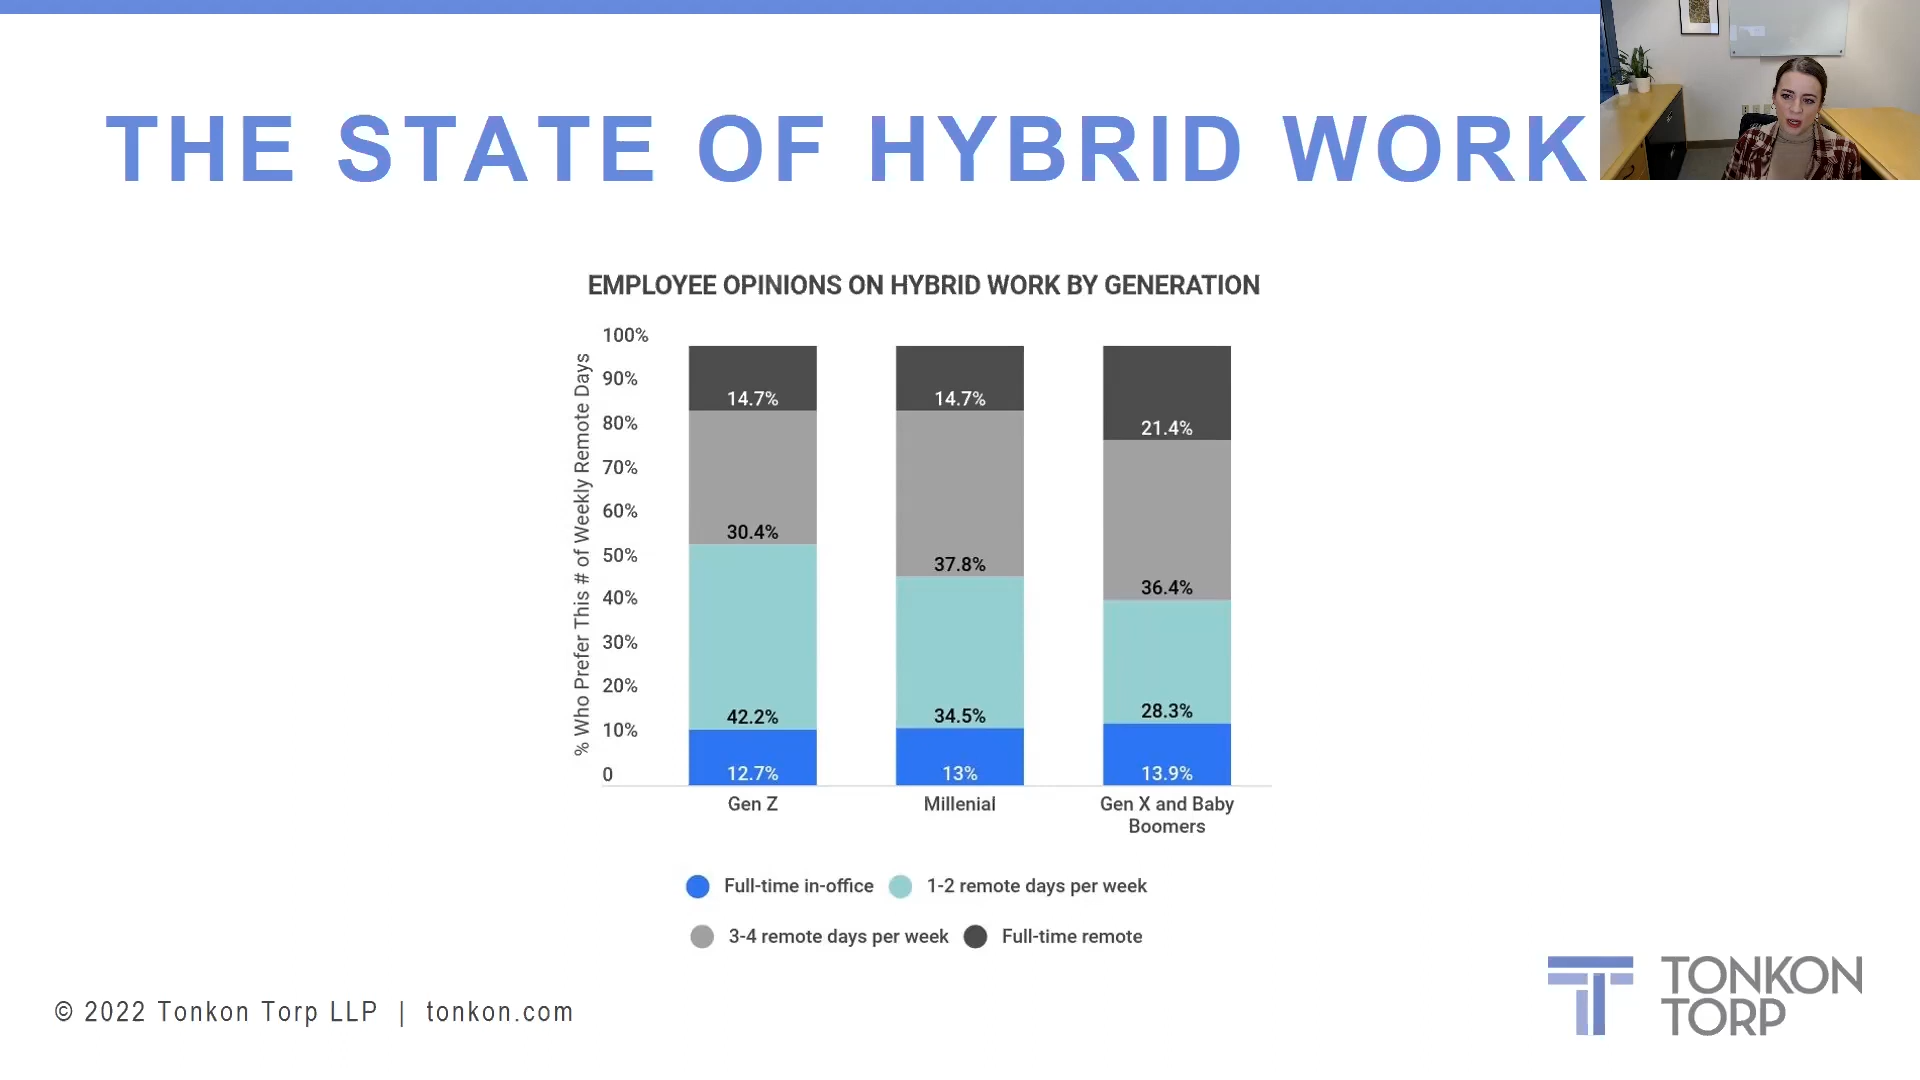 THE STATE OF HYBRID WORK
EMPLOYEE OPINIONS ON HYBRID WORK BY GENERATION
% Who Prefer This # of Weekly Remote Days
100%
90%
80%
70%
60%
50%
40%
30%
20%
10%
0
14.7%
30.4%
42.2%
12.7%
14.7%
37.8%
34.5%
13%
21.4%
36.4%
28.3%
13.9%
Gen Z
Millenial
Gen X and Baby
Boomers
Full-time in-office
1-2 remote days per week
3-4 remote days per week
Full-time remote
© 2022 Tonkon Torp LLP | tonkon.com
TONKON
TORP